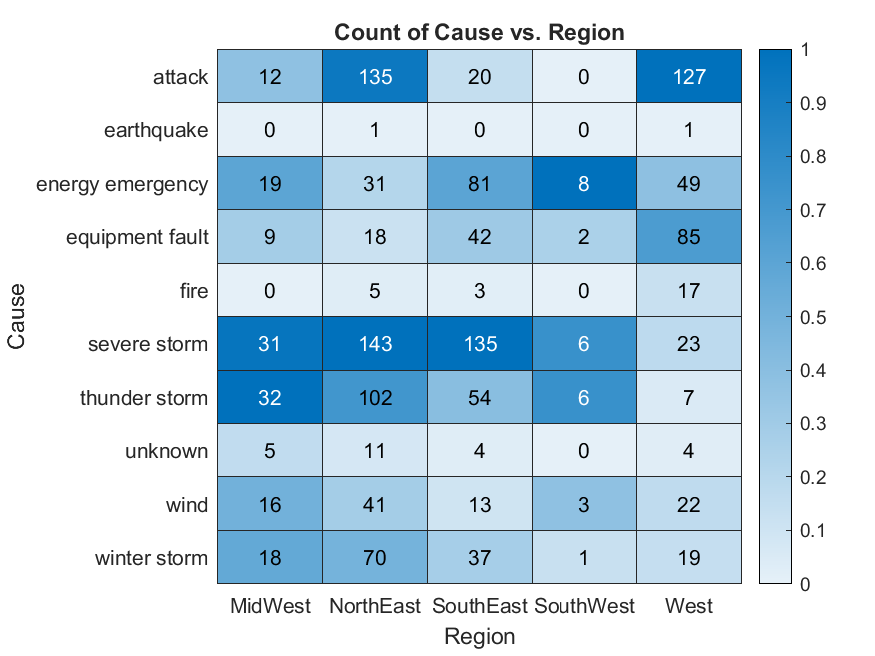 Count of Cause vs. Region
attack 12 135 20 0 127
earthquake 0 1 0 0 1
energy emergency 19 31 81 8 49
equipment fault 9 18 42 2 85
fire 0 5 3 0 17
severe storm 31 143 135 6 23
thunder storm 32 102 54 6 7
unknown 5 11 4 0 4
wind 16 41 13 3 22
winter storm 18 70 37 1 19
MidWest NorthEast SouthEast SouthWest West
Region
Cause
1
0.9
0.8
0.7
0.6
0.5
0.4
0.3
0.2
0.1
0